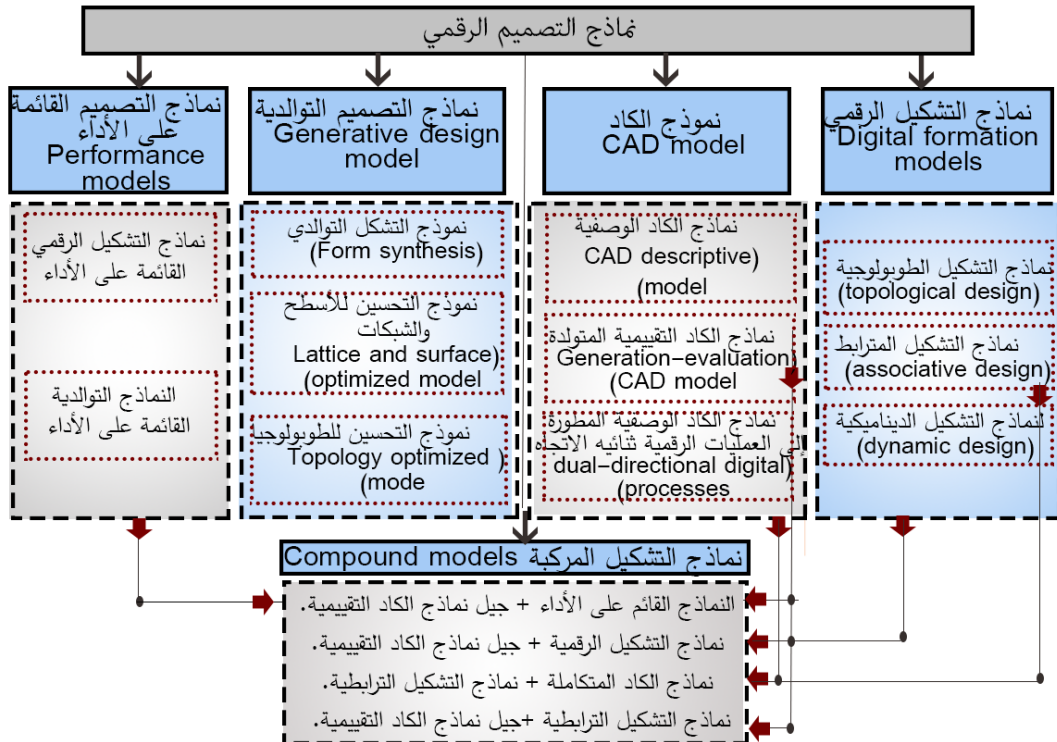 نماذج التصميم الرقمي
نماذج التشكيل الرقمي
Digital formation
models
نماذج التشكيل الطوبولوجية
(topological design)
نماذج التشكيل المترابط
(associative design)
لنماذج التشكيل الديناميكية
(dynamic design)
نموذج الكاد
CAD model
نماذج الكاد الوصفية
CAD descriptive)
(model
نماذج الكاد التقييمية المتولدة
Generation–evaluation)
(CAD model
نماذج الكاد الوصفية المطورة
إلى العمليات الرقمية ثنائيه الاتجاه
dual–directional digital)
(processes
نماذج التصميم التوالدية
Generative design
model
نموذج التشكل التوالدي
(Form synthesis)
نموذج التحسين للأسطح
والشبكات
Lattice and surface)
(optimized model
نموذج التحسين للطوبولوجيا
Topology optimized )
(mode
نماذج التصميم القائمة
على الأداء
Performance
models
نماذج التشكيل الرقمي
القائمة على الأداء
النماذج التوالدية
القائمة على الأداء
نماذج التشكيل المركبة Compound models
النماذج القائم على الأداء + جيل نماذج الكاد التقييمية.
نماذج التشكيل الرقمية + جيل نماذج الكاد التقييمية.
نماذج الكاد المتكاملة + نماذج التشكيل الترابطية.
نماذج التشكيل الترابطية +جيل نماذج الكاد التقييمية.